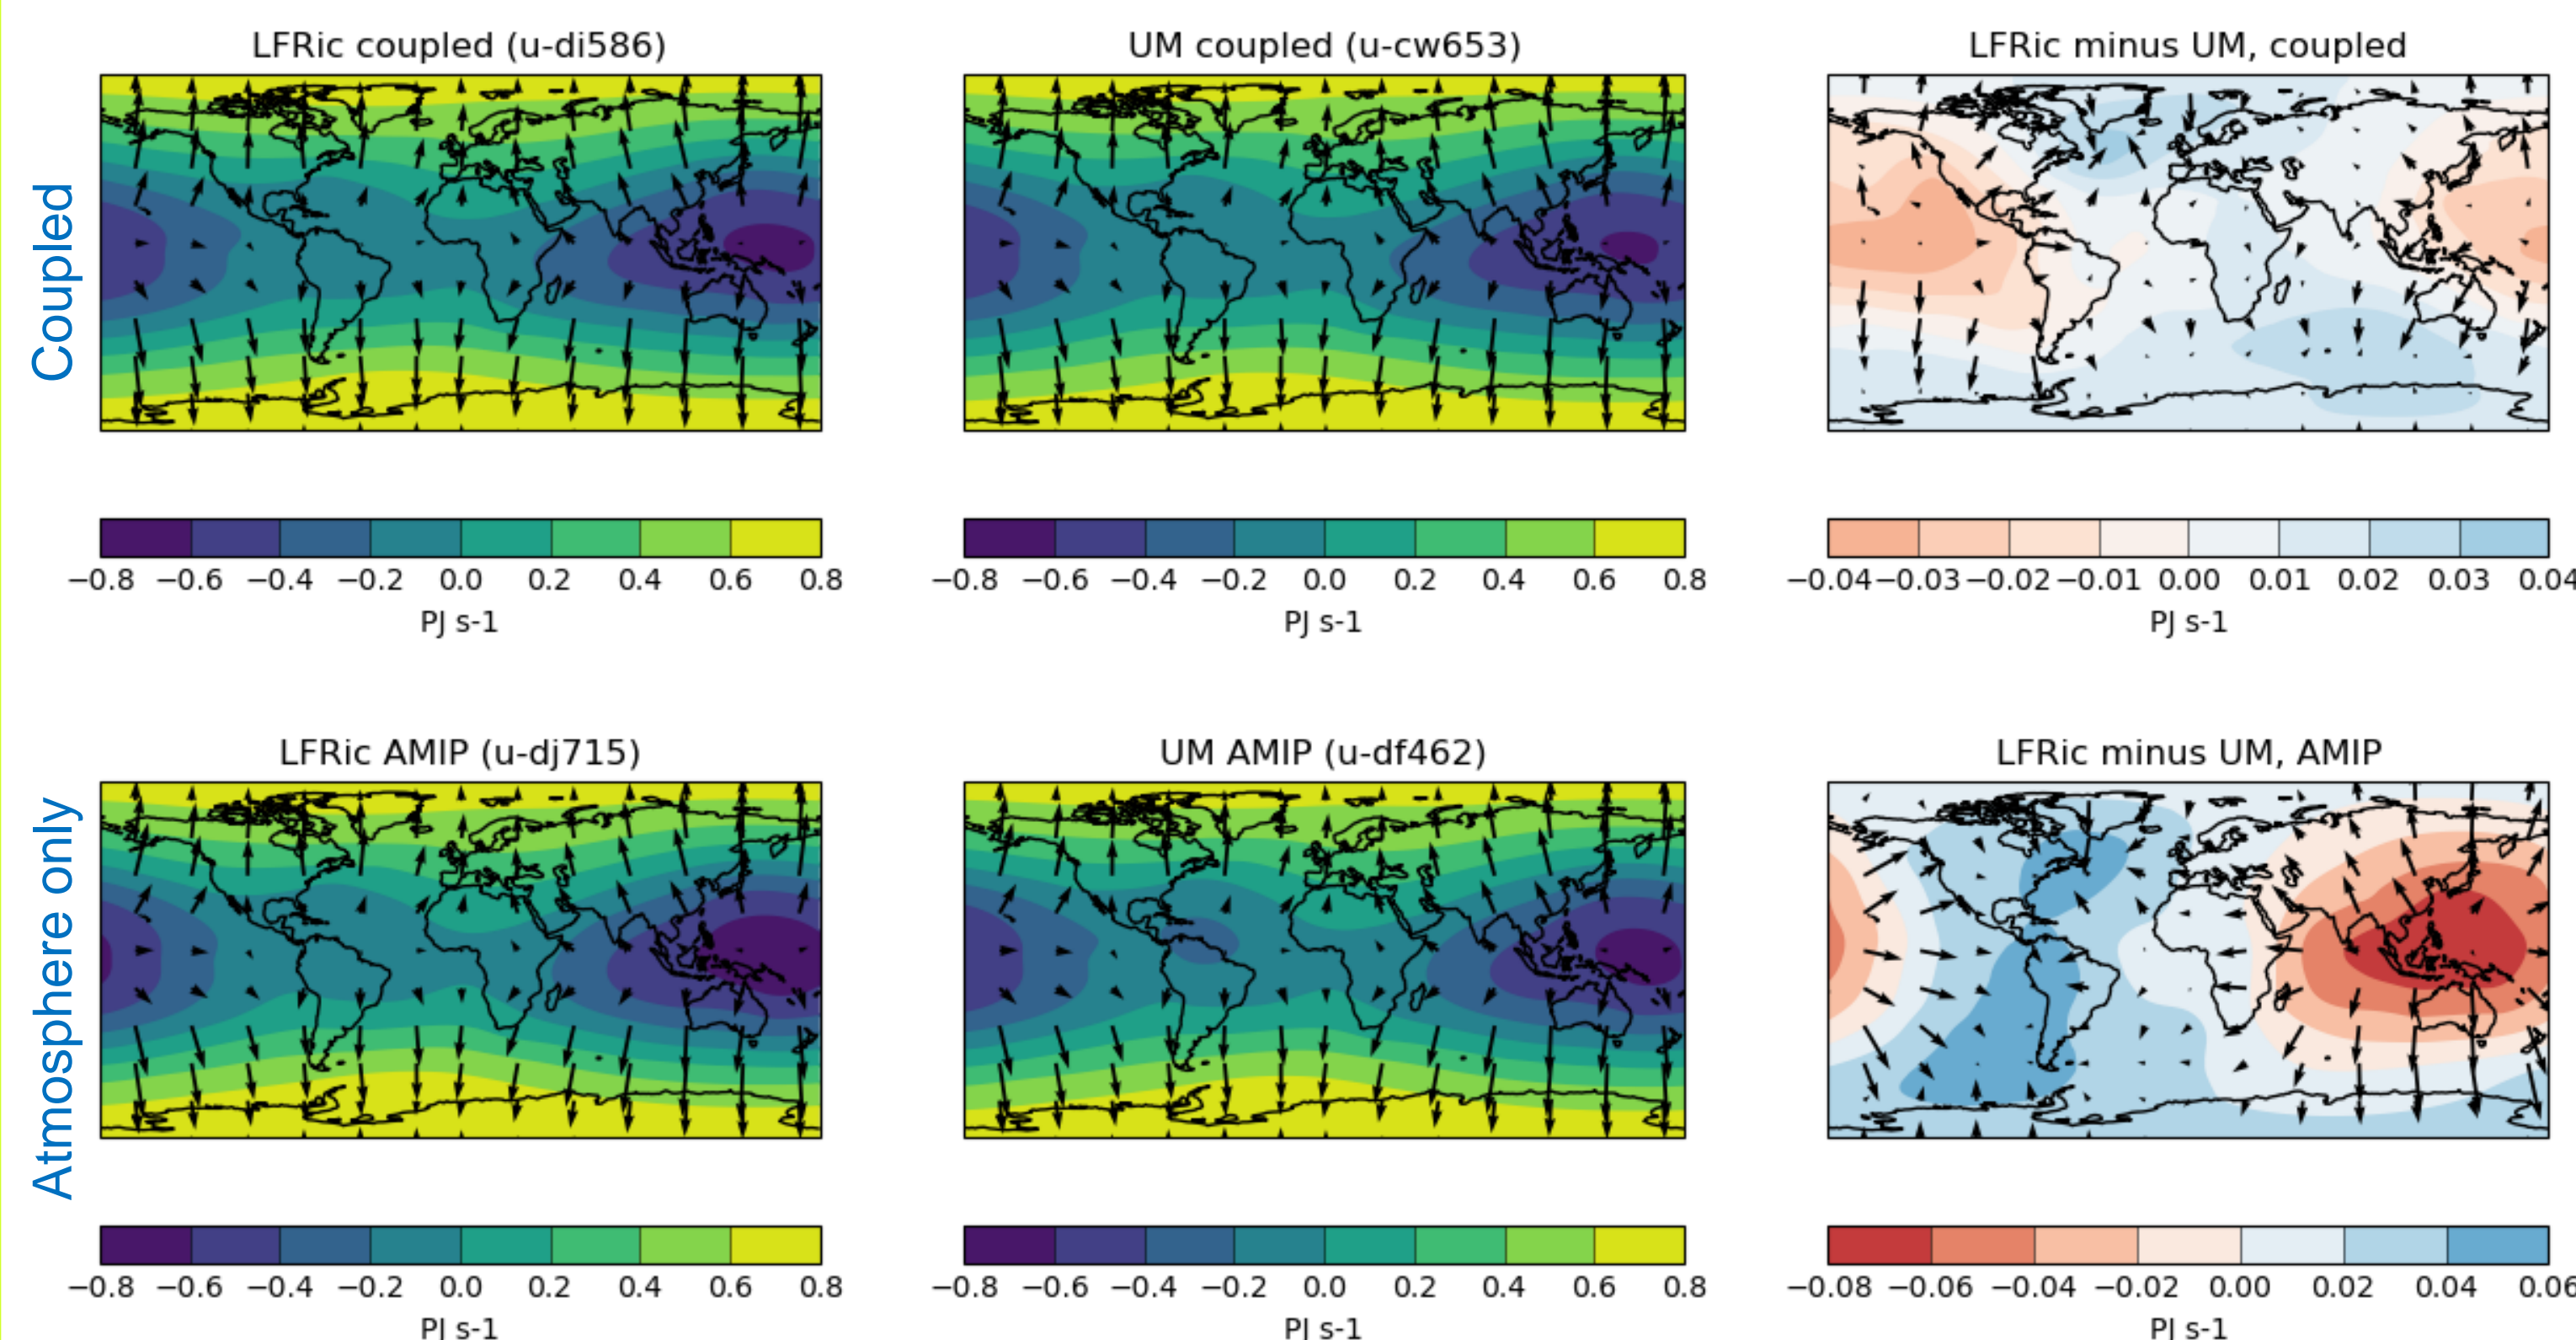 LFRic coupled (u-di586)
UM coupled (u-cw653)
LFRic minus UM, coupled
Coupled
−0.8 −0.6 −0.4 −0.2 0.0 0.2 0.4 0.6 0.8
PJ s-1
−0.8 −0.6 −0.4 −0.2 0.0 0.2 0.4 0.6 0.8
PJ s-1
−0.04 −0.03 −0.02 −0.01 0.00 0.01 0.02 0.03 0.04
PJ s-1
LFRic AMIP (u-dj715)
UM AMIP (u-df462)
LFRic minus UM, AMIP
Atmosphere only
−0.8 −0.6 −0.4 −0.2 0.0 0.2 0.4 0.6 0.8
PJ s-1
−0.8 −0.6 −0.4 −0.2 0.0 0.2 0.4 0.6 0.8
PJ s-1
−0.08 −0.06 −0.04 −0.02 0.00 0.02 0.04 0.06
PJ s-1